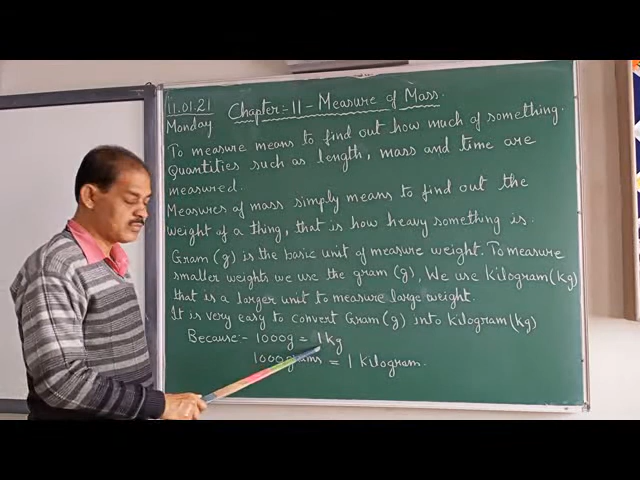 11.01.21
Monday
Chapter:- 11 - Measure of Mass.
To measure means to find out how much of something.
Quantities such as length, mass and time are
measured.
Measures of mass simply means to find out the
weight of a thing, that is how heavy something is.
Gram (g) is the basic unit of measure weight. To measure
smaller weights we use the gram (g), We use Kilogram (Kg)
that is a larger unit to measure large weight.
It is very easy to convert Gram (g) into Kilogram (Kg)
Because:- 1000g = 1Kg
1000grams = 1 Kilogram.